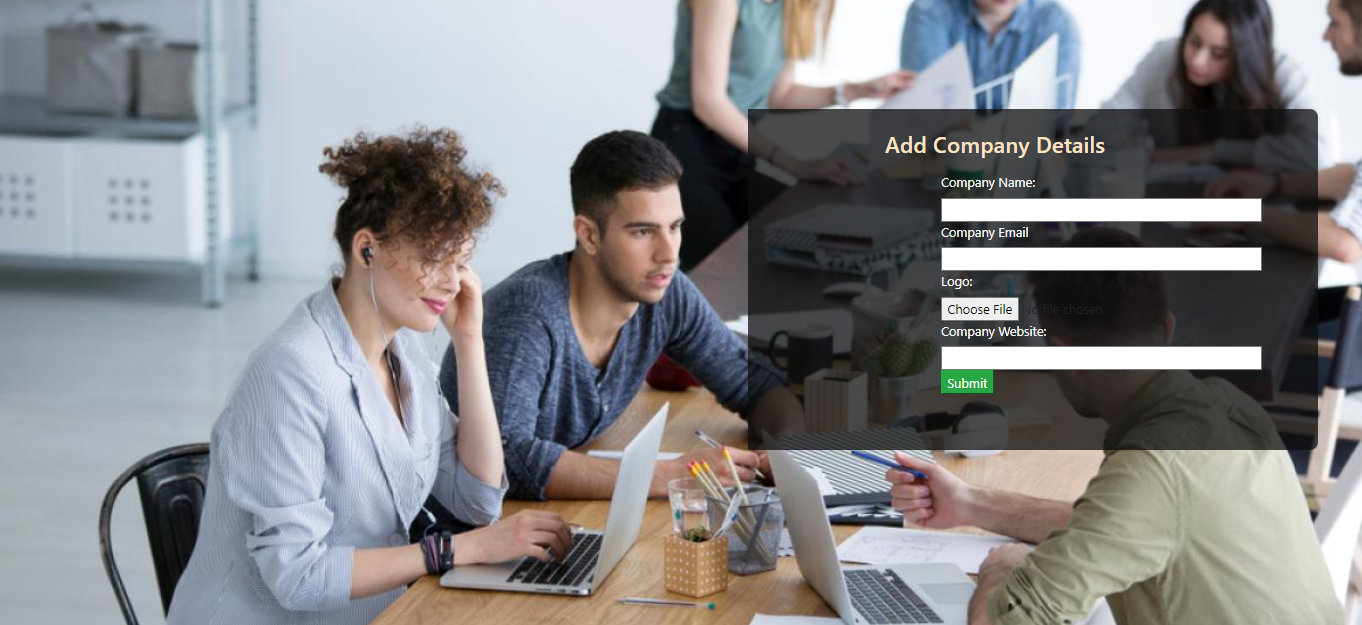 Add Company Details
Company Name:
Company Email
Logo:
Choose File No file chosen
Company Website:
Submit